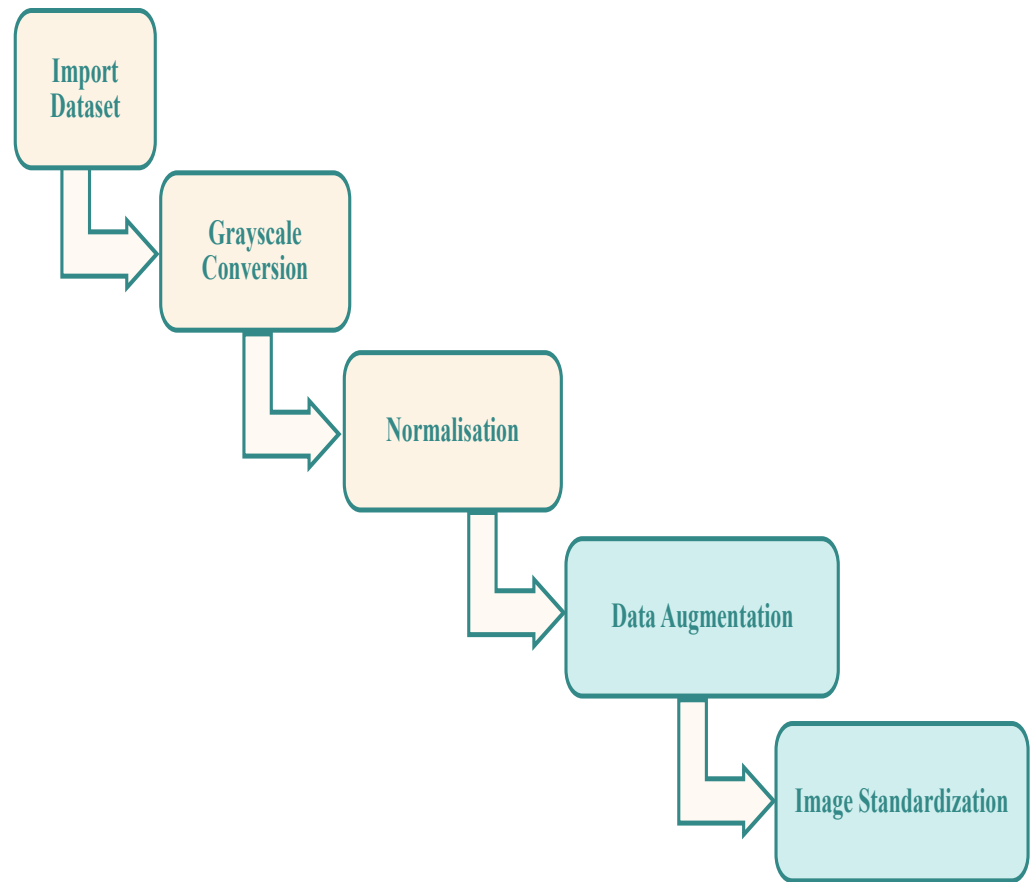 Import
Dataset
Grayscale
Conversion
Normalisation
Data Augmentation
Image Standardization